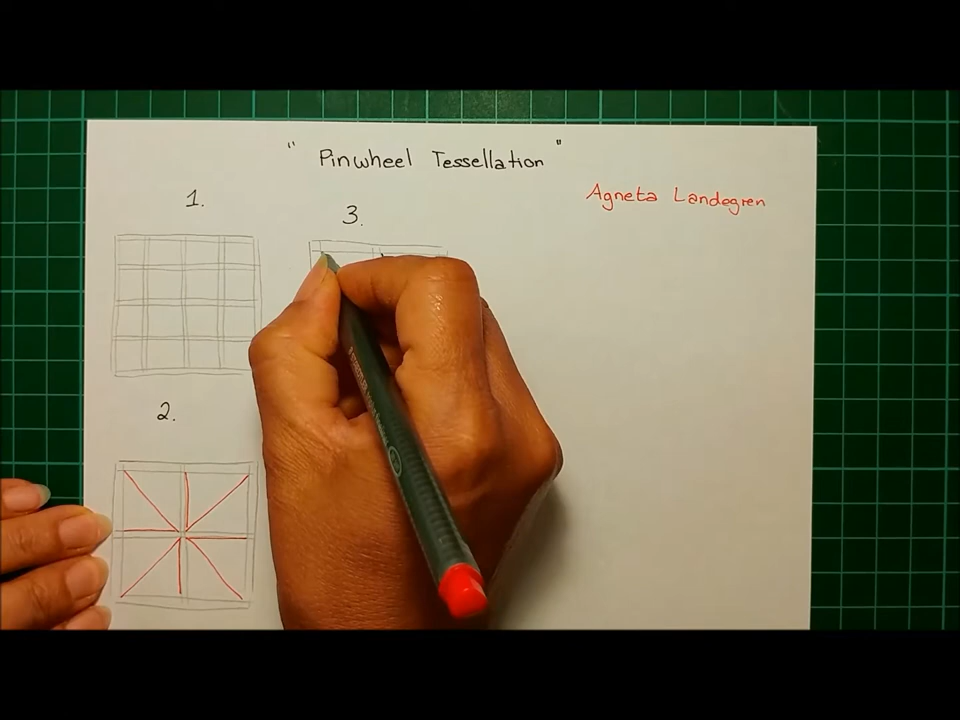 " Pinwheel Tessellation "
Agneta Landegren
1.
3.
2.